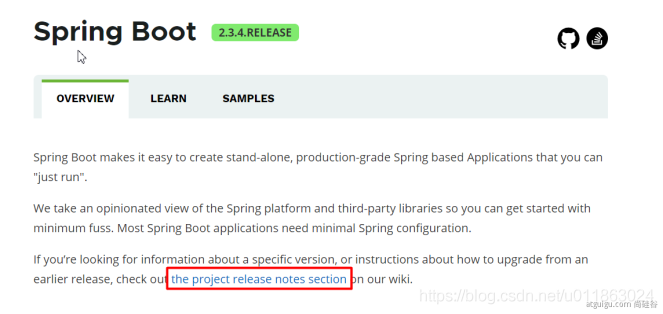 Spring Boot 2.3.4.RELEASE
OVERVIEW LEARN SAMPLES
Spring Boot makes it easy to create stand-alone, production-grade Spring based Applications that you can
"just run".
We take an opinionated view of the Spring platform and third-party libraries so you can get started with
minimum fuss. Most Spring Boot applications need minimal Spring configuration.
If you're looking for information about a specific version, or instructions about how to upgrade from an
earlier release, check out the project release notes section on our wiki.
https://blog.csdn.net/u011863024
atguigu.com 尚硅谷